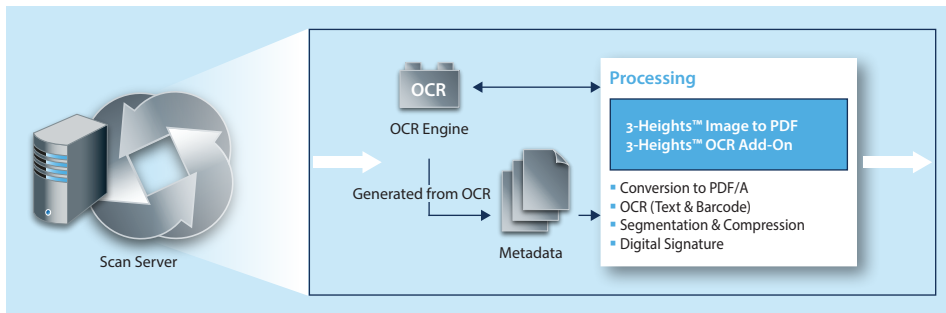 OCR
OCR Engine
Generated from OCR
Metadata
Scan Server
Processing
3-Heights™ Image to PDF
3-Heights™ OCR Add-On
Conversion to PDF/A
OCR (Text & Barcode)
Segmentation & Compression
Digital Signature